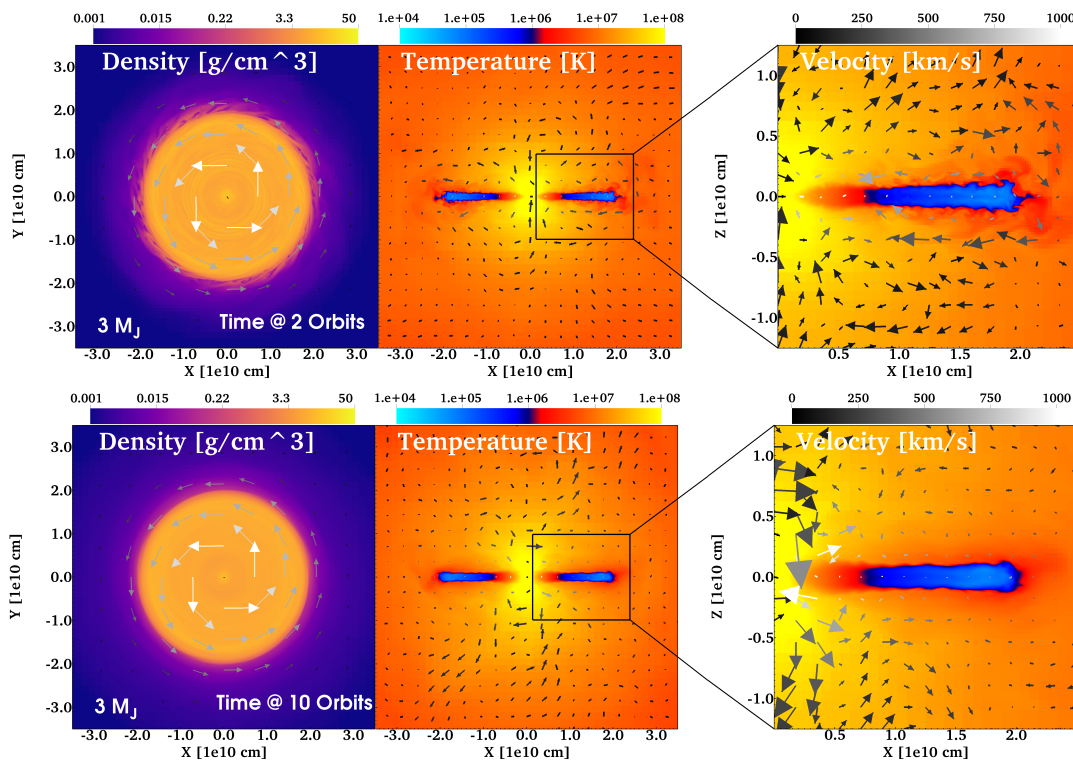 0.001 0.015 0.22 3.3 50
1.e+04 1.e+05 1.e+06 1.e+07 1.e+08
0 250 500 750 1000
Density [g/cm^3]
Temperature [K]
Velocity [km/s]
3.0
2.0
1.0
0.0
-1.0
-2.0
-3.0
Y [1e10 cm]
3 MJ
Time @ 2 Orbits
1.0
0.5
0.0
-0.5
-1.0
Z [1e10 cm]
-3.0 -2.0 -1.0 0.0 1.0 2.0 3.0
X [1e10 cm]
-3.0 -2.0 -1.0 0.0 1.0 2.0 3.0
X [1e10 cm]
0.5 1.0 1.5 2.0
X [1e10 cm]
0.001 0.015 0.22 3.3 50
1.e+04 1.e+05 1.e+06 1.e+07 1.e+08
0 250 500 750 1000
Density [g/cm^3]
Temperature [K]
Velocity [km/s]
3.0
2.0
1.0
0.0
-1.0
-2.0
-3.0
Y [1e10 cm]
3 MJ
Time @ 10 Orbits
1.0
0.5
0.0
-0.5
-1.0
Z [1e10 cm]
-3.0 -2.0 -1.0 0.0 1.0 2.0 3.0
X [1e10 cm]
-3.0 -2.0 -1.0 0.0 1.0 2.0 3.0
X [1e10 cm]
0.5 1.0 1.5 2.0
X [1e10 cm]